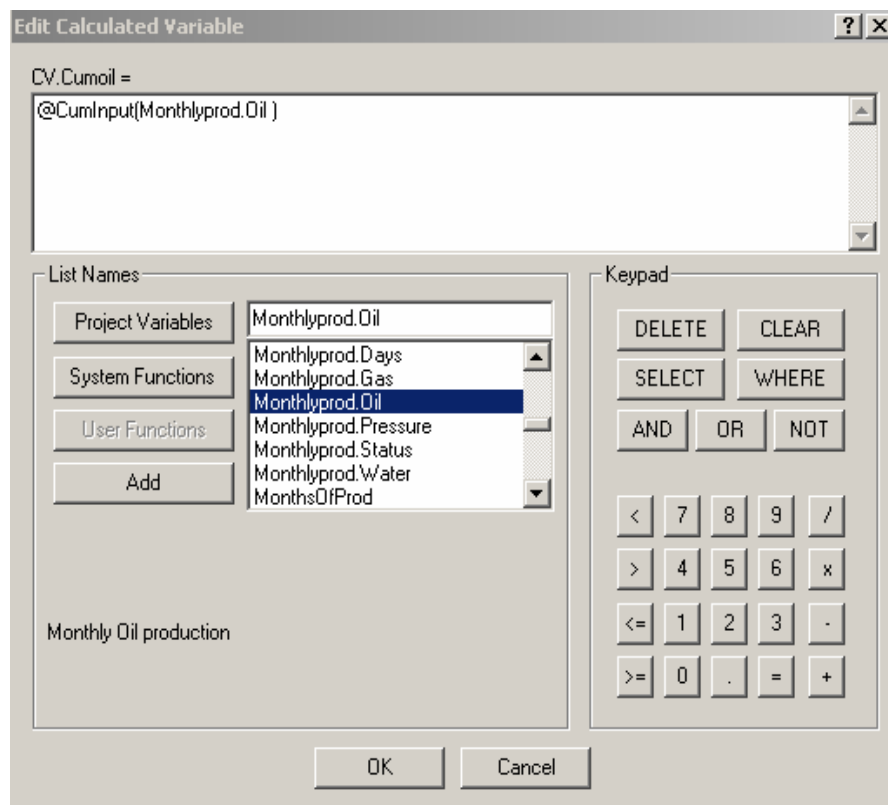 Edit Calculated Variable ? X
CV.Cumoil =
@CumInput(Monthlyprod.Oil )
List Names
Project Variables
System Functions
User Functions
Add
Monthlyprod.Oil
Monthlyprod.Days
Monthlyprod.Gas
Monthlyprod.Oil
Monthlyprod.Pressure
Monthlyprod.Status
Monthlyprod.Water
MonthsOfProd
Monthly Oil production
Keypad
DELETE CLEAR
SELECT WHERE
AND OR NOT
< 7 8 9 /
> 4 5 6 x
<= 1 2 3 -
>= 0 . = +
OK Cancel